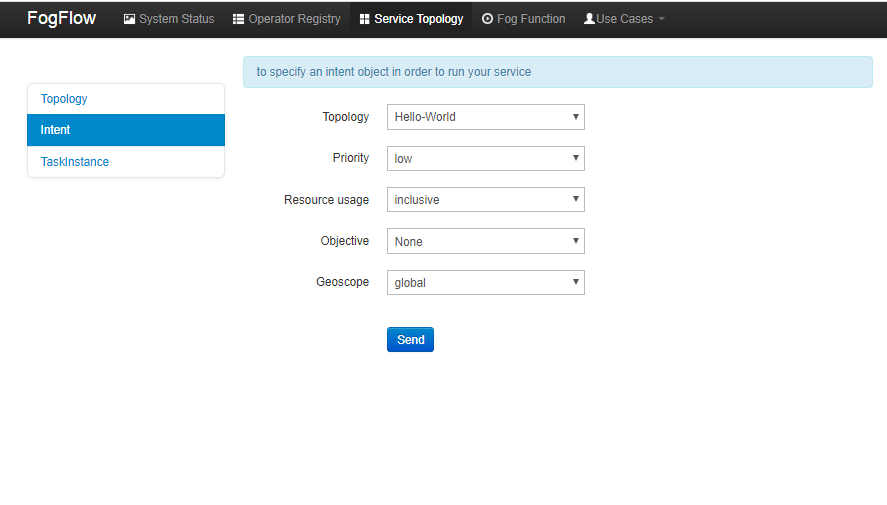 FogFlow System Status Operator Registry Service Topology Fog Function Use Cases
to specify an intent object in order to run your service
Topology
Intent
TaskInstance
Topology Hello-World
Priority low
Resource usage inclusive
Objective None
Geoscope global
Send